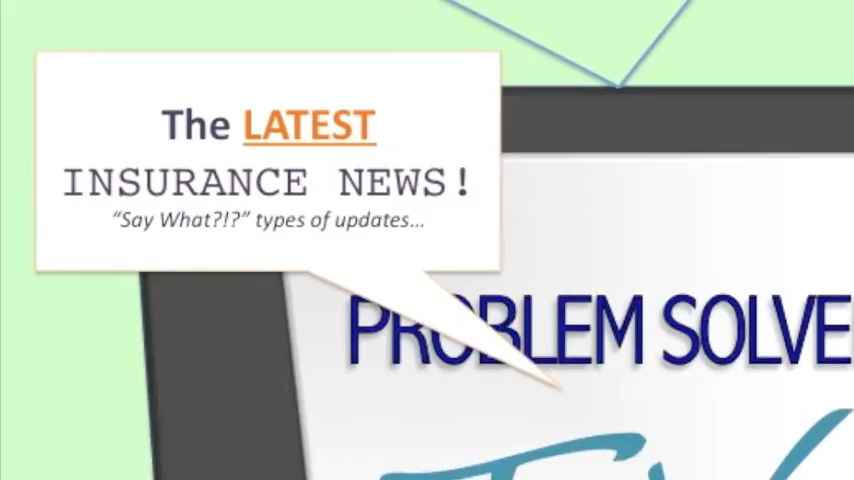 The LATEST
INSURANCE NEWS!
“Say What?!?” types of updates...
PROBLEM SOLVE